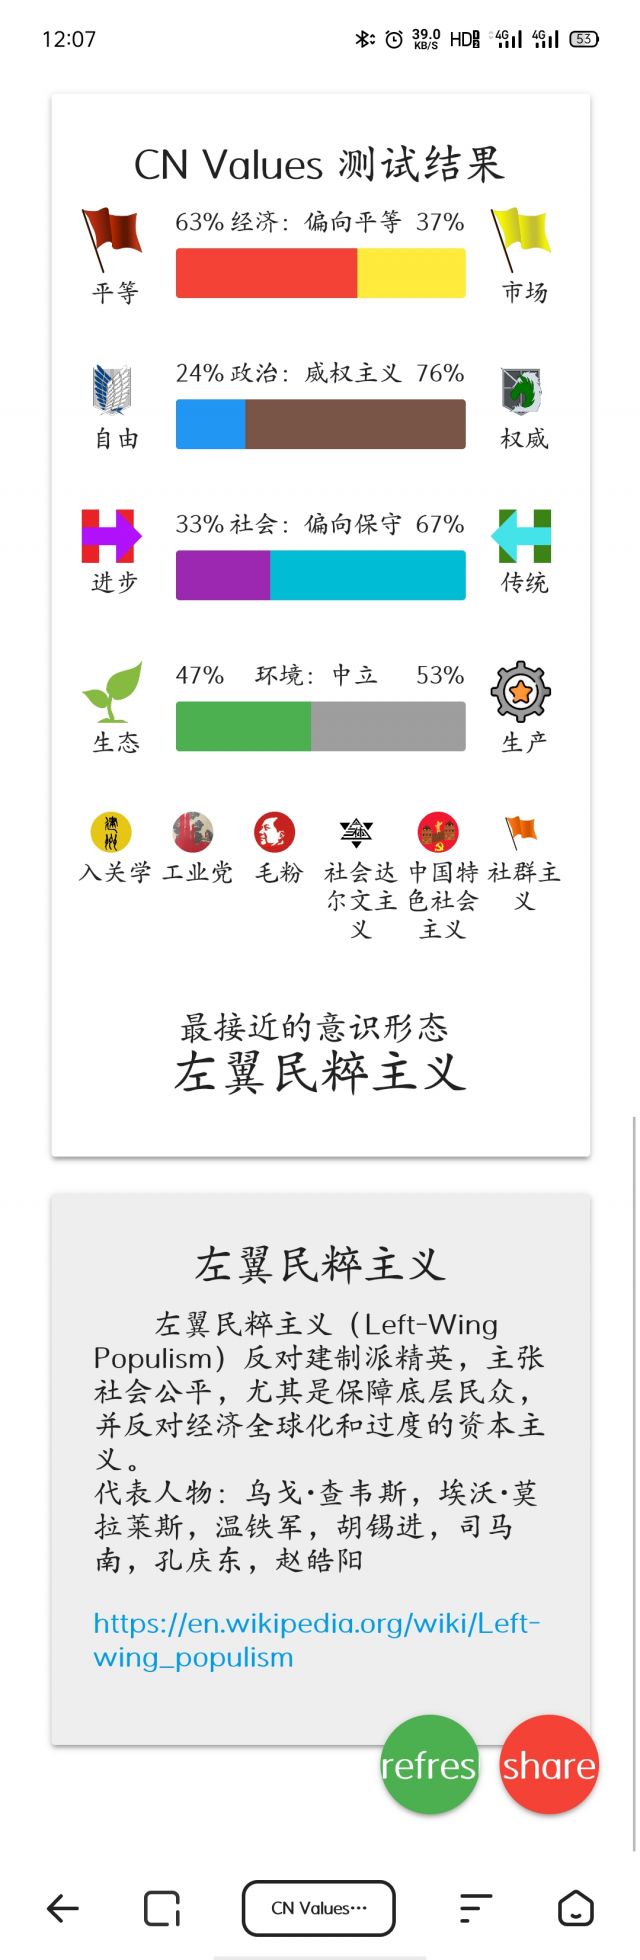 12:07
39.0 KB/S HD 4G 4G 53
CN Values 测试结果
63% 经济：偏向平等 37%
平等 市场
24% 政治：威权主义 76%
自由 权威
33% 社会：偏向保守 67%
进步 传统
47% 环境：中立 53%
生态 生产
入关学 工业党 毛粉 社会达 中国特 社群主
尔文主 色社会 义
义 主义
最接近的意识形态
左翼民粹主义
左翼民粹主义
左翼民粹主义（Left-Wing
Populism）反对建制派精英，主张
社会公平，尤其是保障底层民众，
并反对经济全球化和过度的资本主
义。
代表人物：乌戈·查韦斯，埃沃·莫
拉莱斯，温铁军，胡锡进，司马
南，孔庆东，赵皓阳
https://en.wikipedia.org/wiki/Left-
wing_populism
refres share
CN Values···